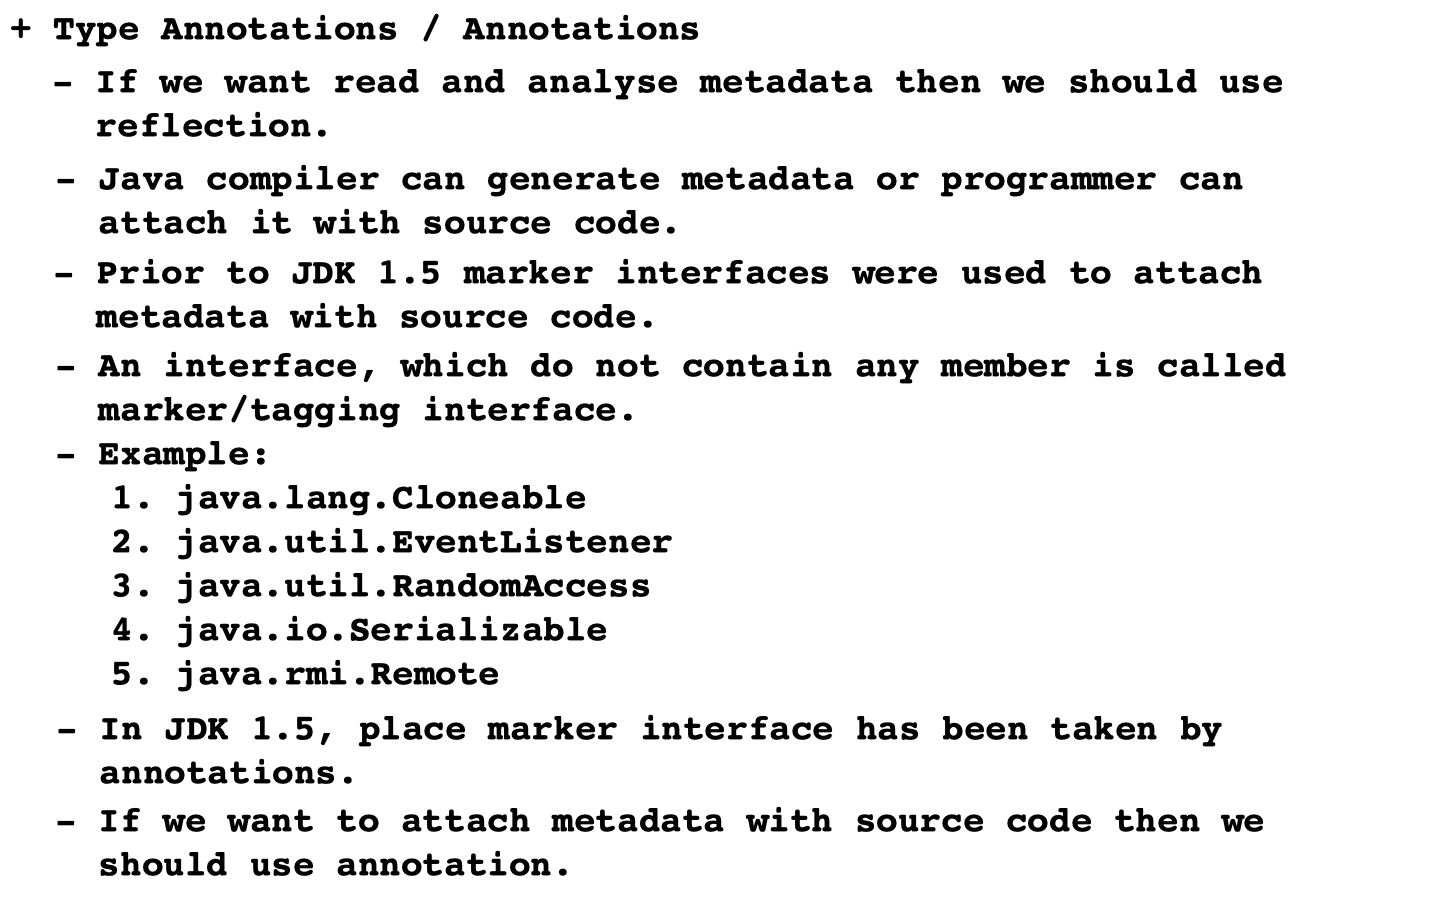 + Type Annotations / Annotations
- If we want read and analyse metadata then we should use
reflection.
- Java compiler can generate metadata or programmer can
attach it with source code.
- Prior to JDK 1.5 marker interfaces were used to attach
metadata with source code.
- An interface, which do not contain any member is called
marker/tagging interface.
- Example:
1. java.lang.Cloneable
2. java.util.EventListener
3. java.util.RandomAccess
4. java.io.Serializable
5. java.rmi.Remote
- In JDK 1.5, place marker interface has been taken by
annotations.
- If we want to attach metadata with source code then we
should use annotation.